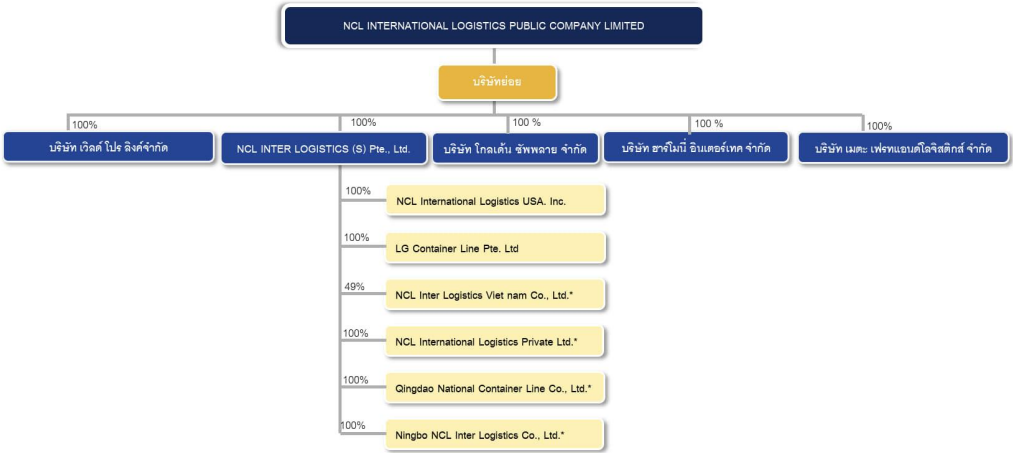 NCL INTERNATIONAL LOGISTICS PUBLIC COMPANY LIMITED
บริษัทย่อย
100%
100%
100 %
100 %
100%
บริษัท เวิลด์ โปร ลิงค์จำกัด
NCL INTER LOGISTICS (S) Pte., Ltd.
บริษัท โกลเด้น ซัพพลาย จำกัด
บริษัท ฮาร์โมนี่ อินเตอร์เทค จำกัด
บริษัท เมตะ เฟรทแอนด์โลจิสติกส์ จำกัด
100%
NCL International Logistics USA. Inc.
100%
LG Container Line Pte. Ltd
49%
NCL Inter Logistics Viet nam Co., Ltd.*
100%
NCL International Logistics Private Ltd.*
100%
Qingdao National Container Line Co., Ltd.*
100%
Ningbo NCL Inter Logistics Co., Ltd.*